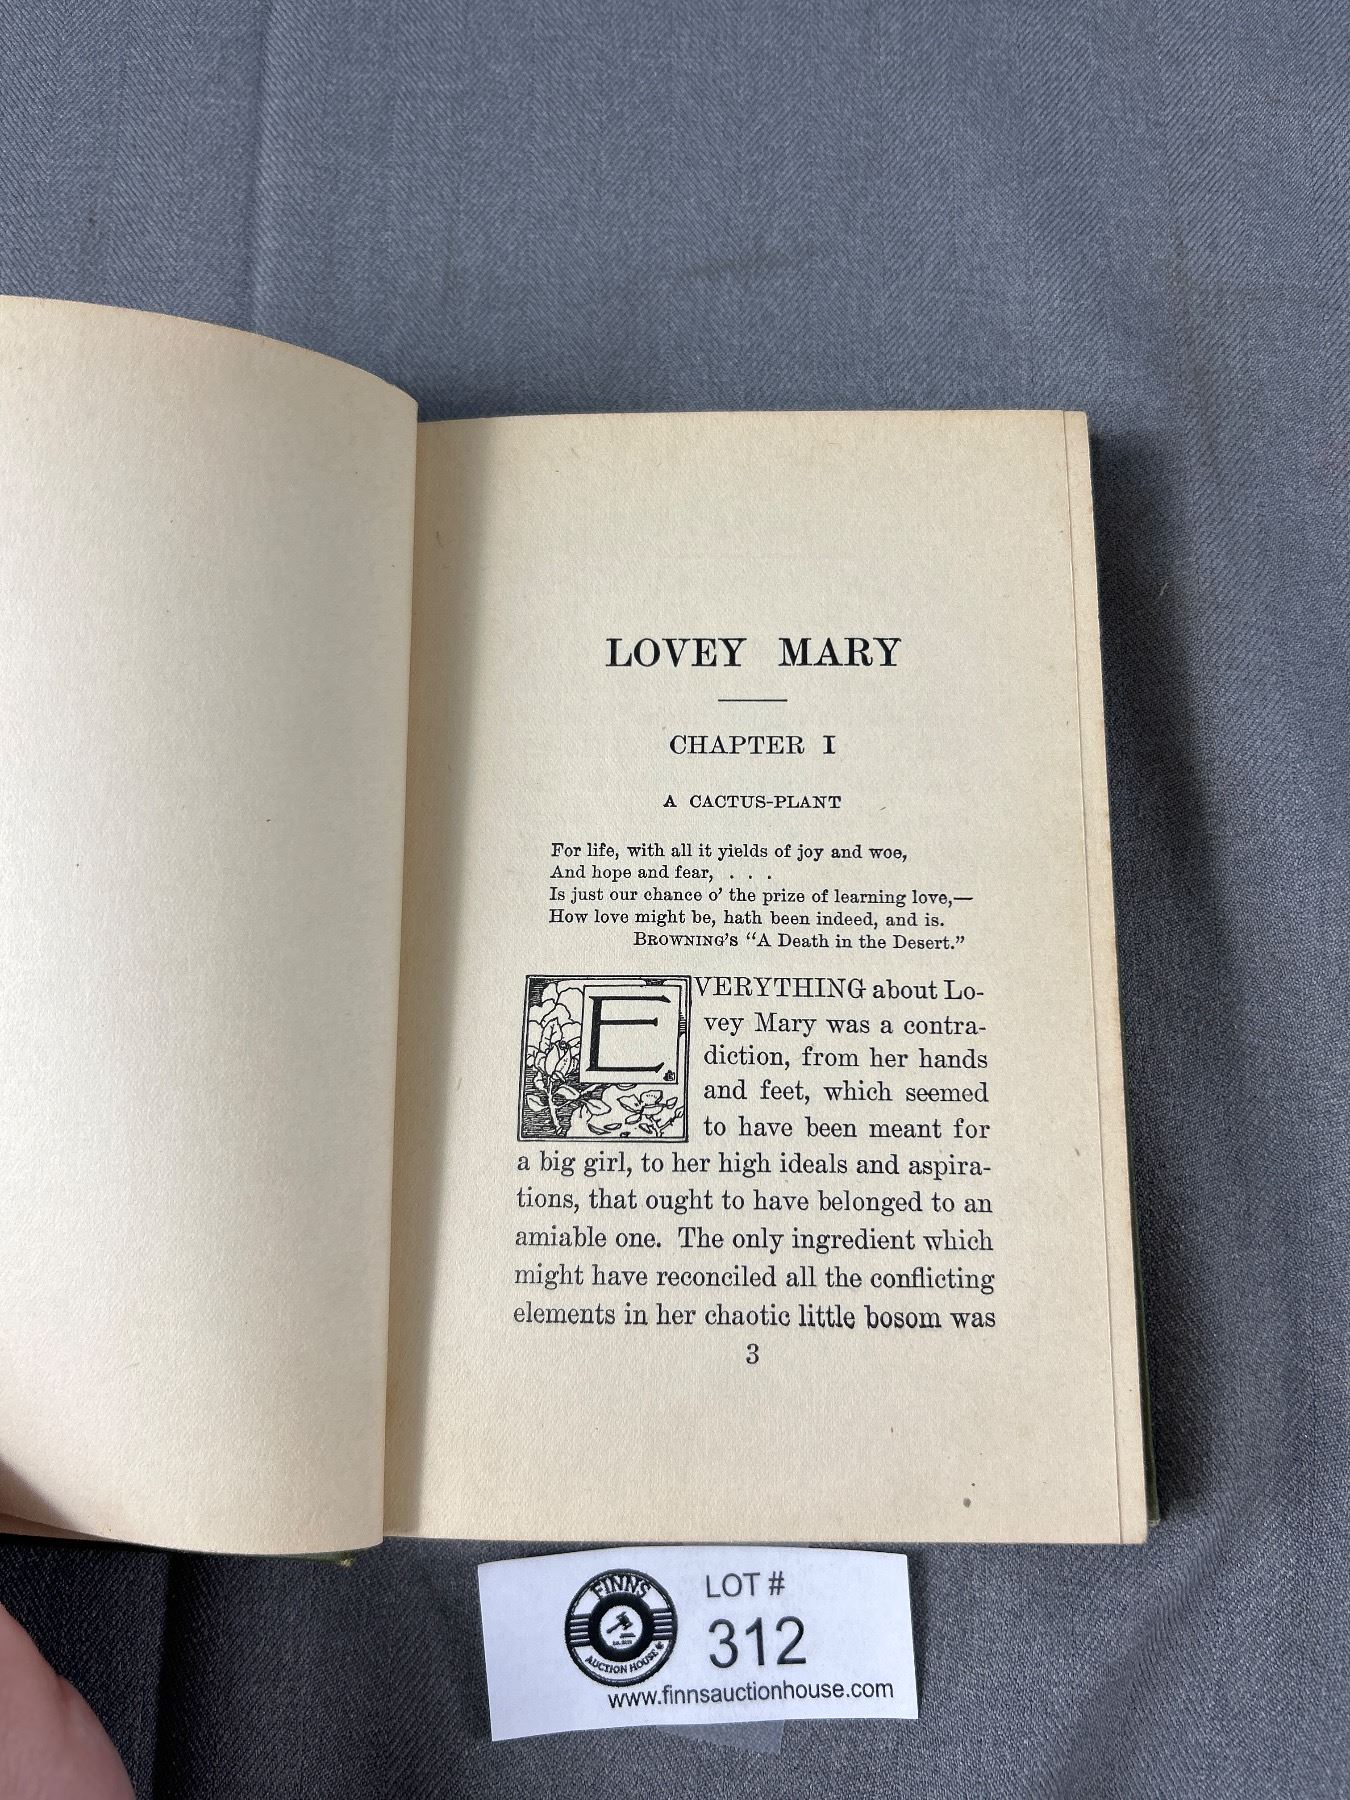 LOVEY MARY
CHAPTER I
A CACTUS-PLANT
For life, with all it yields of joy and woe,
And hope and fear, . . .
Is just our chance o' the prize of learning love,—
How love might be, hath been indeed, and is.
BROWNING'S "A Death in the Desert."
EVERYTHING about Lo-
vey Mary was a contra-
diction, from her hands
and feet, which seemed
to have been meant for
a big girl, to her high ideals and aspira-
tions, that ought to have belonged to an
amiable one. The only ingredient which
might have reconciled all the conflicting
elements in her chaotic little bosom was
3
FINNS
AUCTION HOUSE
LOT #
312
www.finnsauctionhouse.com